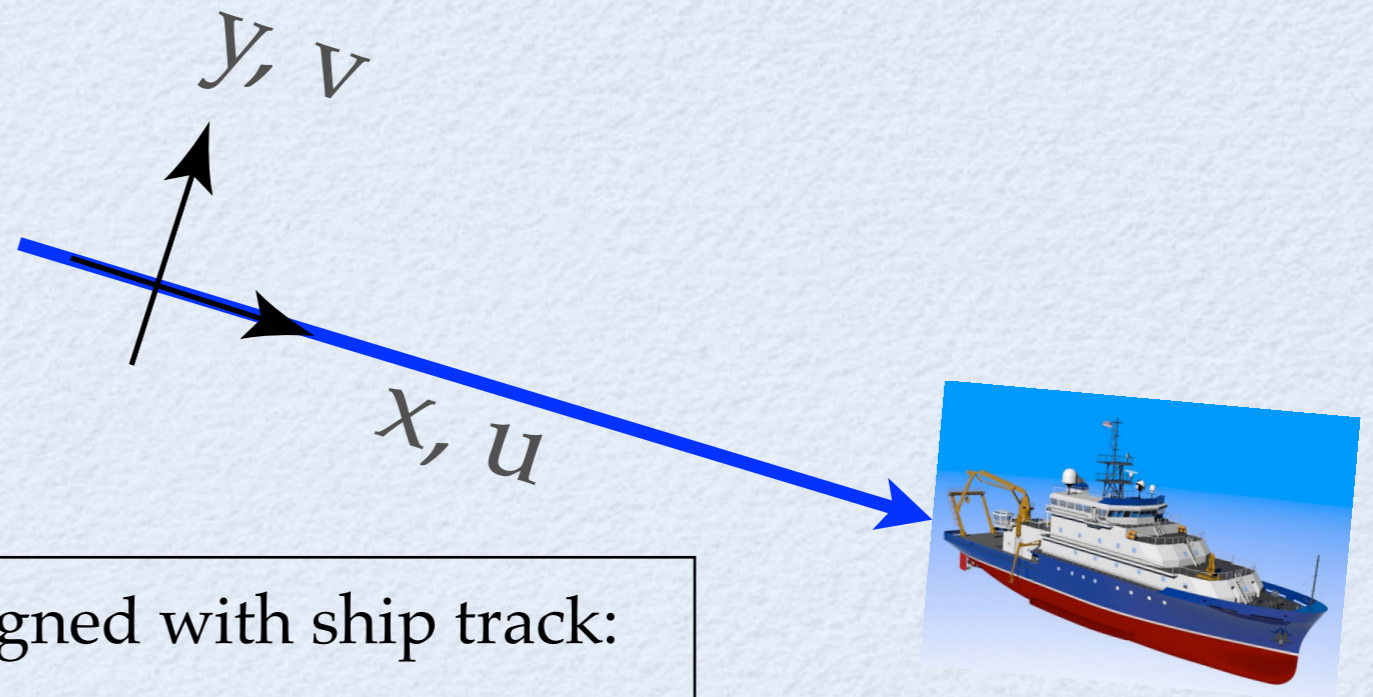 y, v
x, u
gned with ship track: